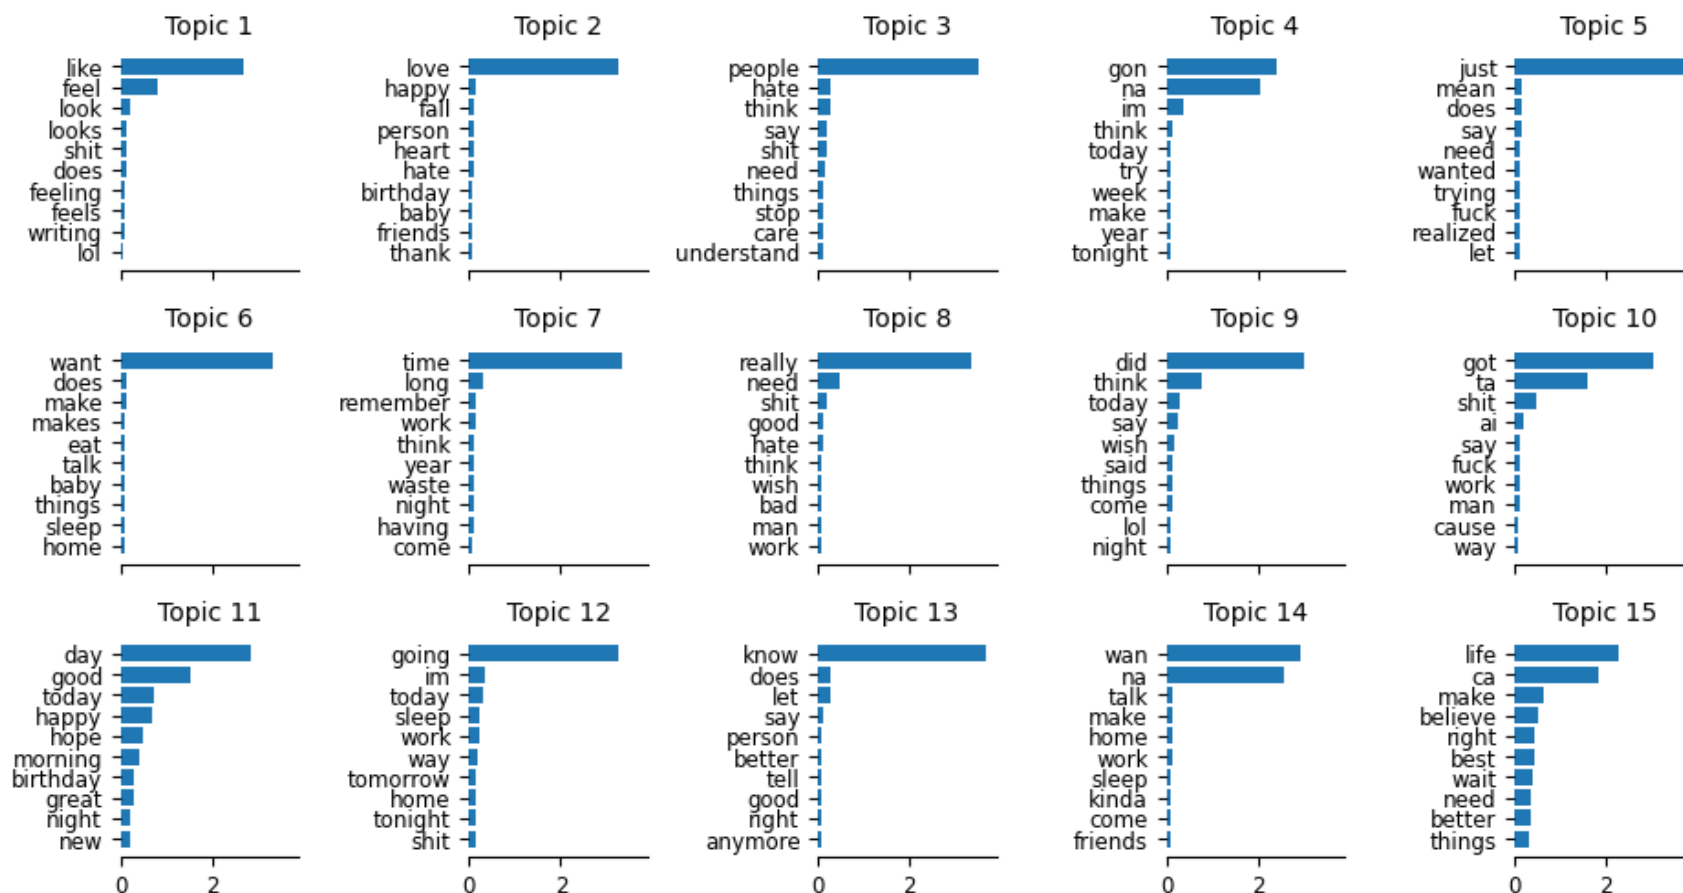 Topic 1
like
feel
look
looks
shit
does
feeling
feels
writing
lol
0 2
Topic 2
love
happy
fall
person
heart
hate
birthday
baby
friends
thank
0 2
Topic 3
people
hate
think
say
shit
need
things
stop
care
understand
0 2
Topic 4
gon
na
im
think
today
try
week
make
year
tonight
0 2
Topic 5
just
mean
does
say
need
wanted
trying
fuck
realized
let
0 2
Topic 6
want
does
make
makes
eat
talk
baby
things
sleep
home
Topic 7
time
long
remember
work
think
year
waste
night
having
come
Topic 8
really
need
shit
good
hate
think
wish
bad
man
work
Topic 9
did
think
today
say
wish
said
things
come
lol
night
Topic 10
got
ta
shit
ai
say
fuck
work
man
cause
way
Topic 11
day
good
today
happy
hope
morning
birthday
great
night
new
0 2
Topic 12
going
im
today
sleep
work
way
tomorrow
home
tonight
shit
0 2
Topic 13
know
does
let
say
person
better
tell
good
right
anymore
0 2
Topic 14
wan
na
talk
make
home
work
sleep
kinda
come
friends
0 2
Topic 15
life
ca
make
believe
right
best
wait
need
better
things
0 2